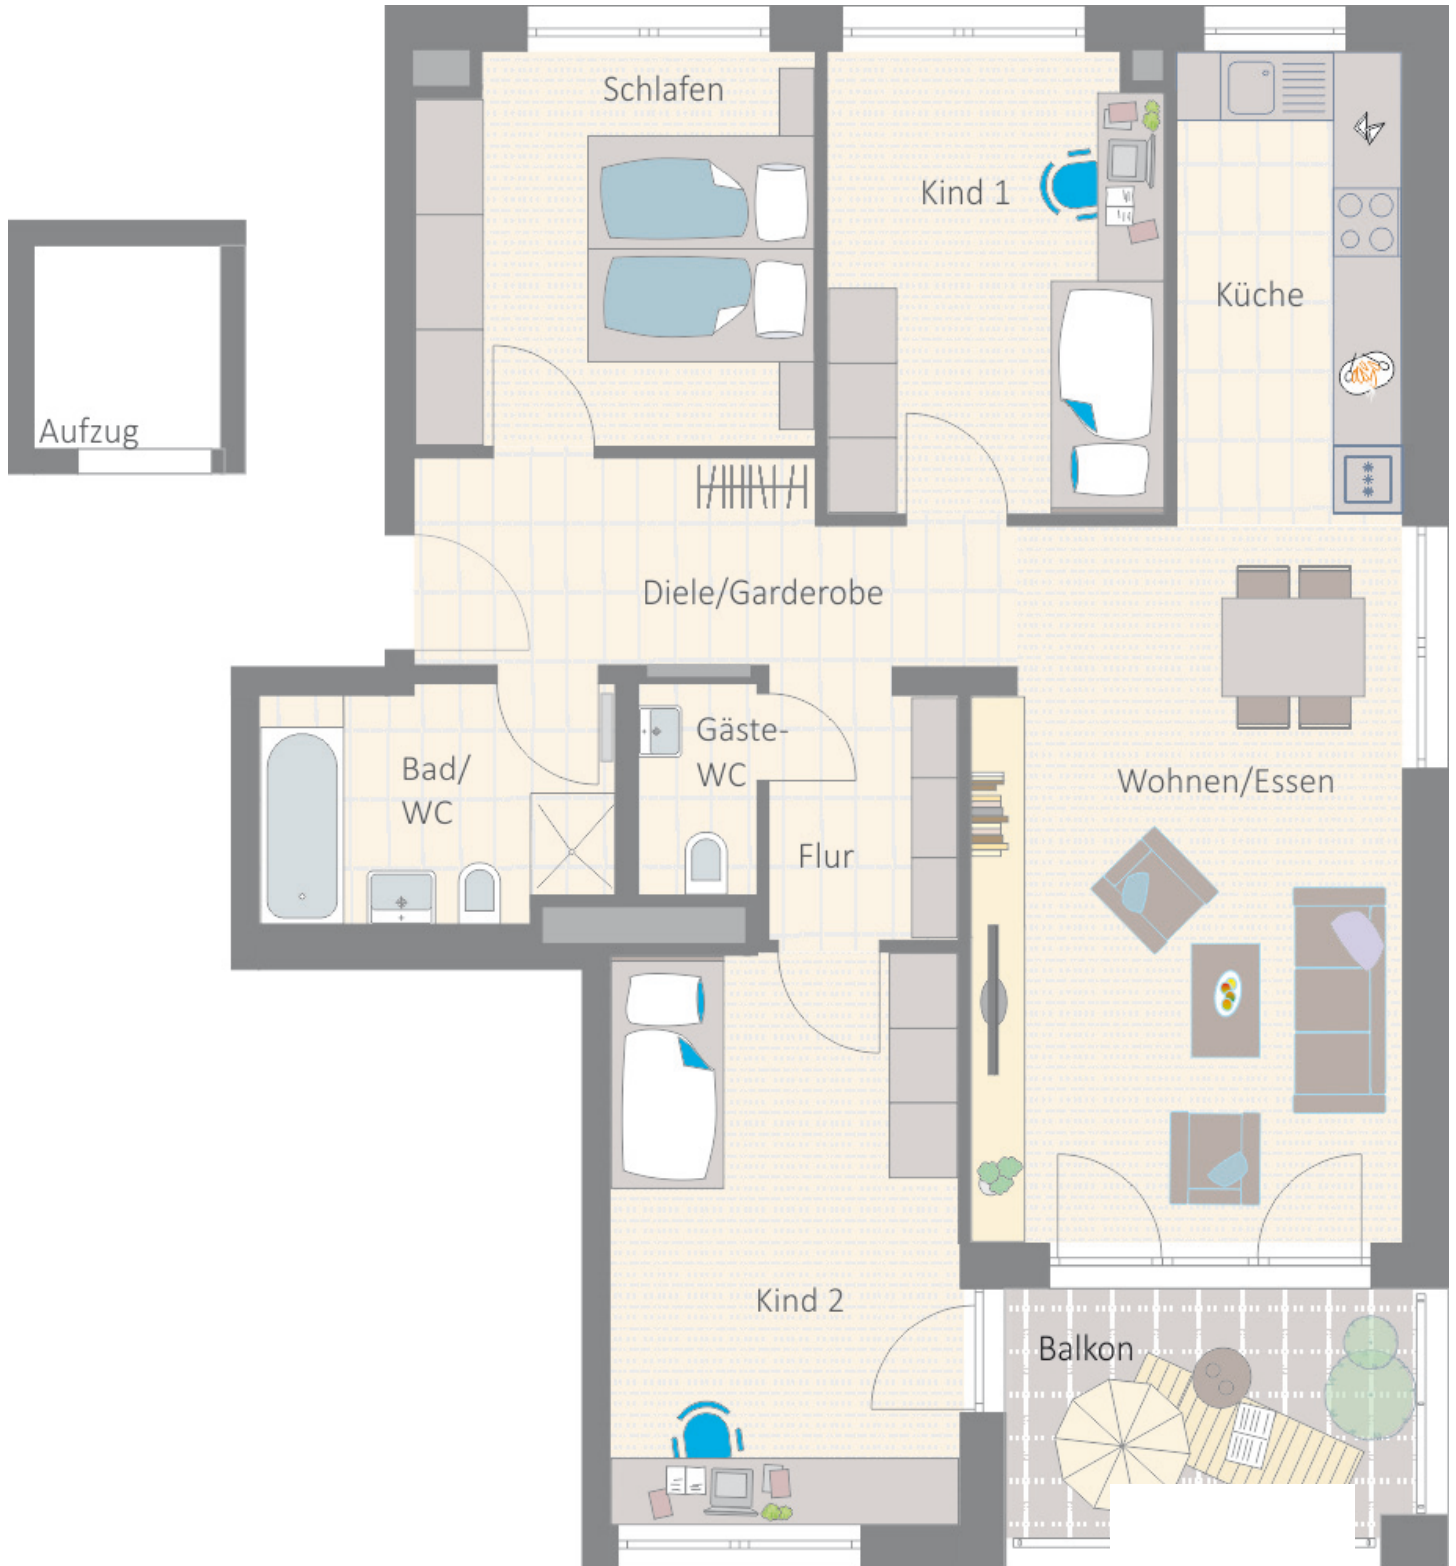 Schlafen
Kind 1
Küche
Aufzug
Diele/Garderobe
Gäste-
WC
Bad/
WC
Wohnen/Essen
Flur
Kind 2
Balkon